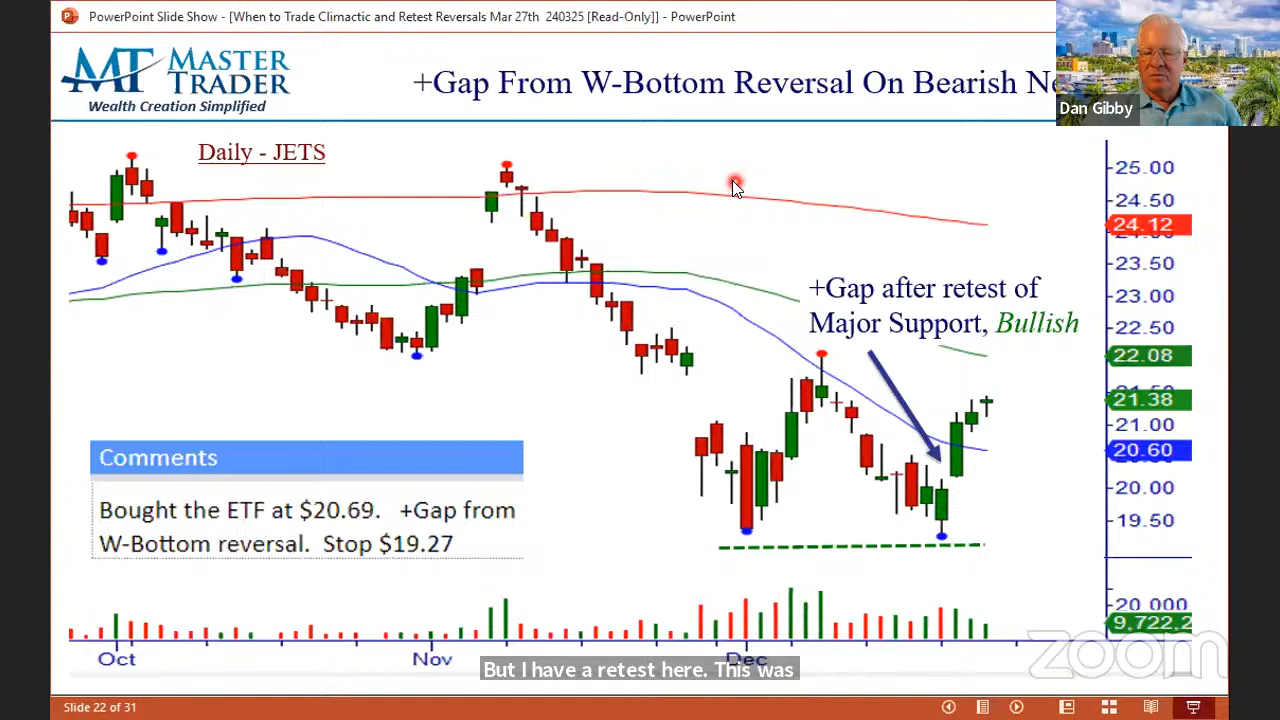 PowerPoint Slide Show - [When to Trade Climactic and Retest Reversals Mar 27th  240325 [Read-Only]] - PowerPoint
MT MASTER
TRADER
Wealth Creation Simplified
+Gap From W-Bottom Reversal On Bearish Ne
Dan Gibby
Daily - JETS
25.00
24.50
24.12
23.50
23.00
+Gap after retest of
Major Support, Bullish
22.50
22.08
21.38
21.00
20.60
20.00
19.50
Comments
Bought the ETF at $20.69.   +Gap from
W-Bottom reversal.  Stop $19.27
20 000
9,722,2
Oct
Nov
Dec
zoom
But I have a retest here. This was
Slide 22 of 31